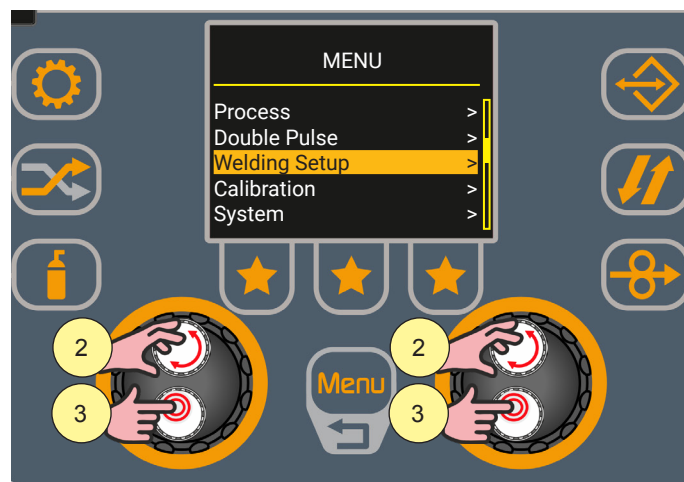 MENU
Process >
Double Pulse >
Welding Setup >
Calibration >
System >
2
2
3
3
Menu